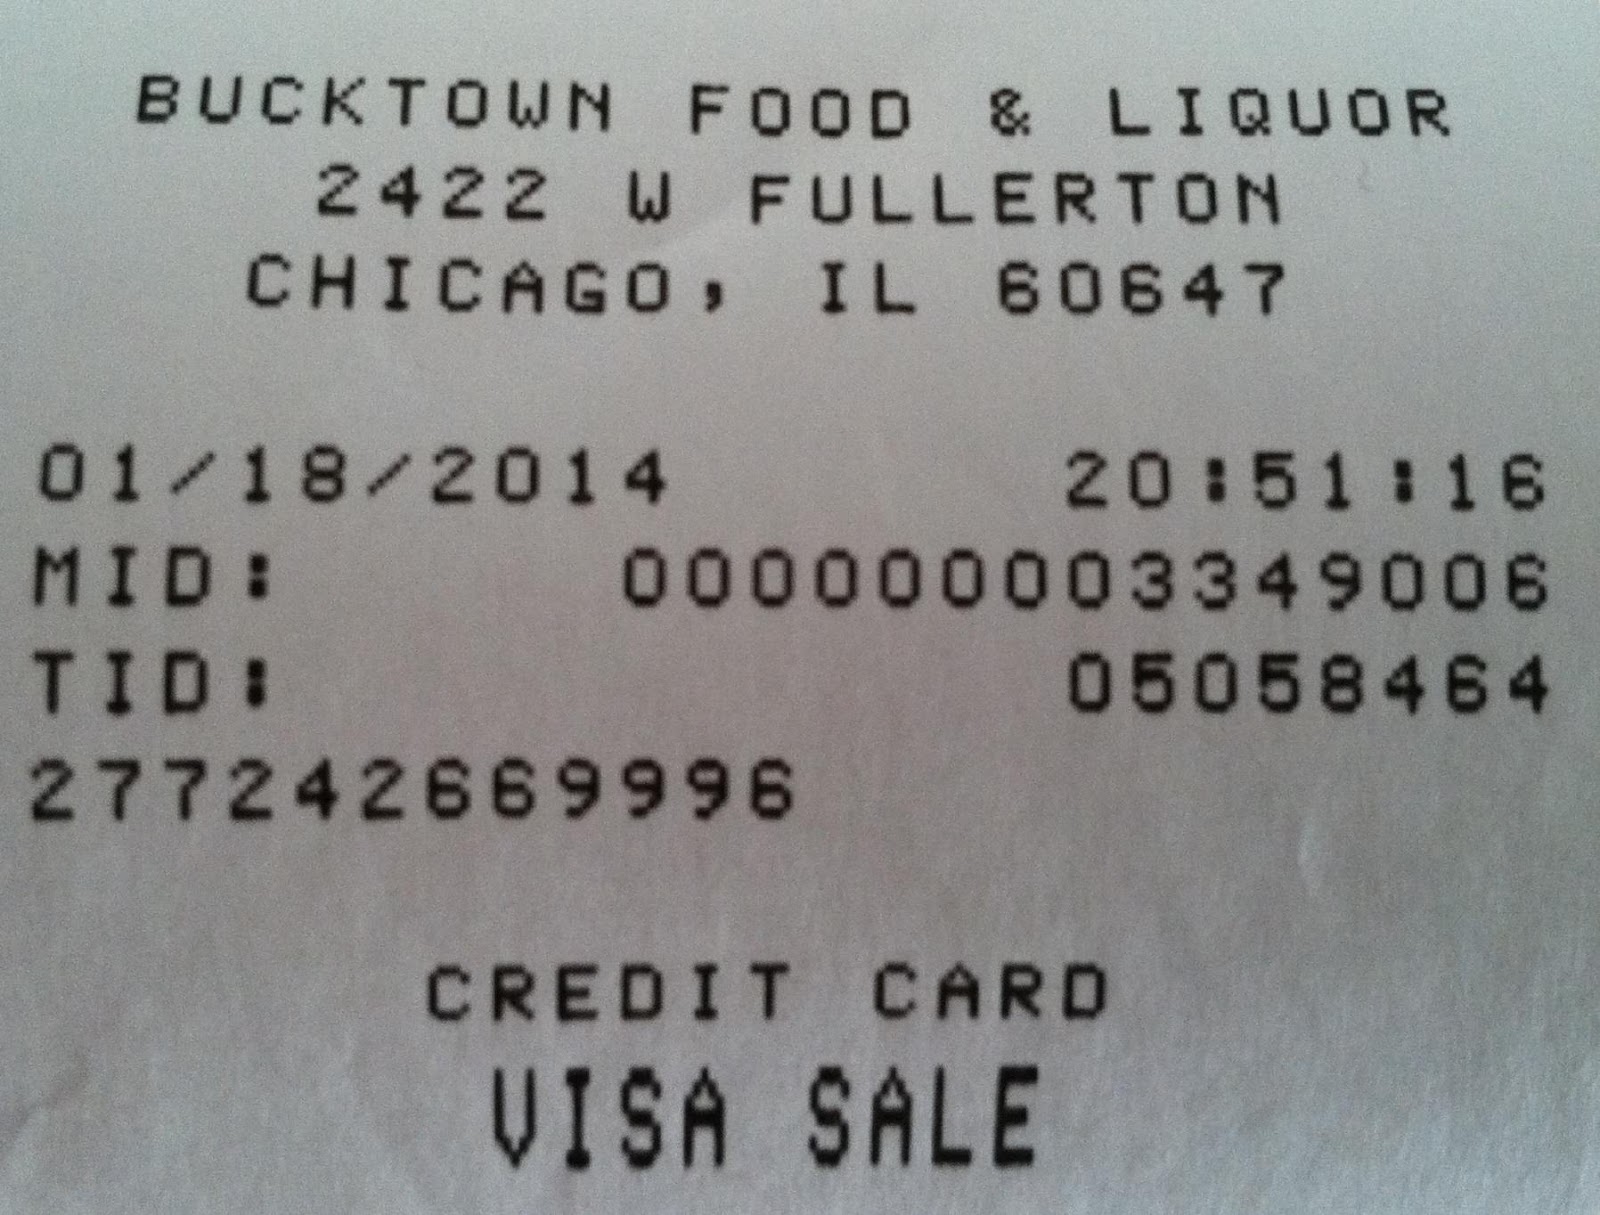 BUCKTOWN FOOD & LIQUOR
2422 W FULLERTON
CHICAGO, IL 60647
01/18/2014 20:51:16
MID: 000000003349006
TID: 05058464
277242669996
CREDIT CARD
VISA SALE